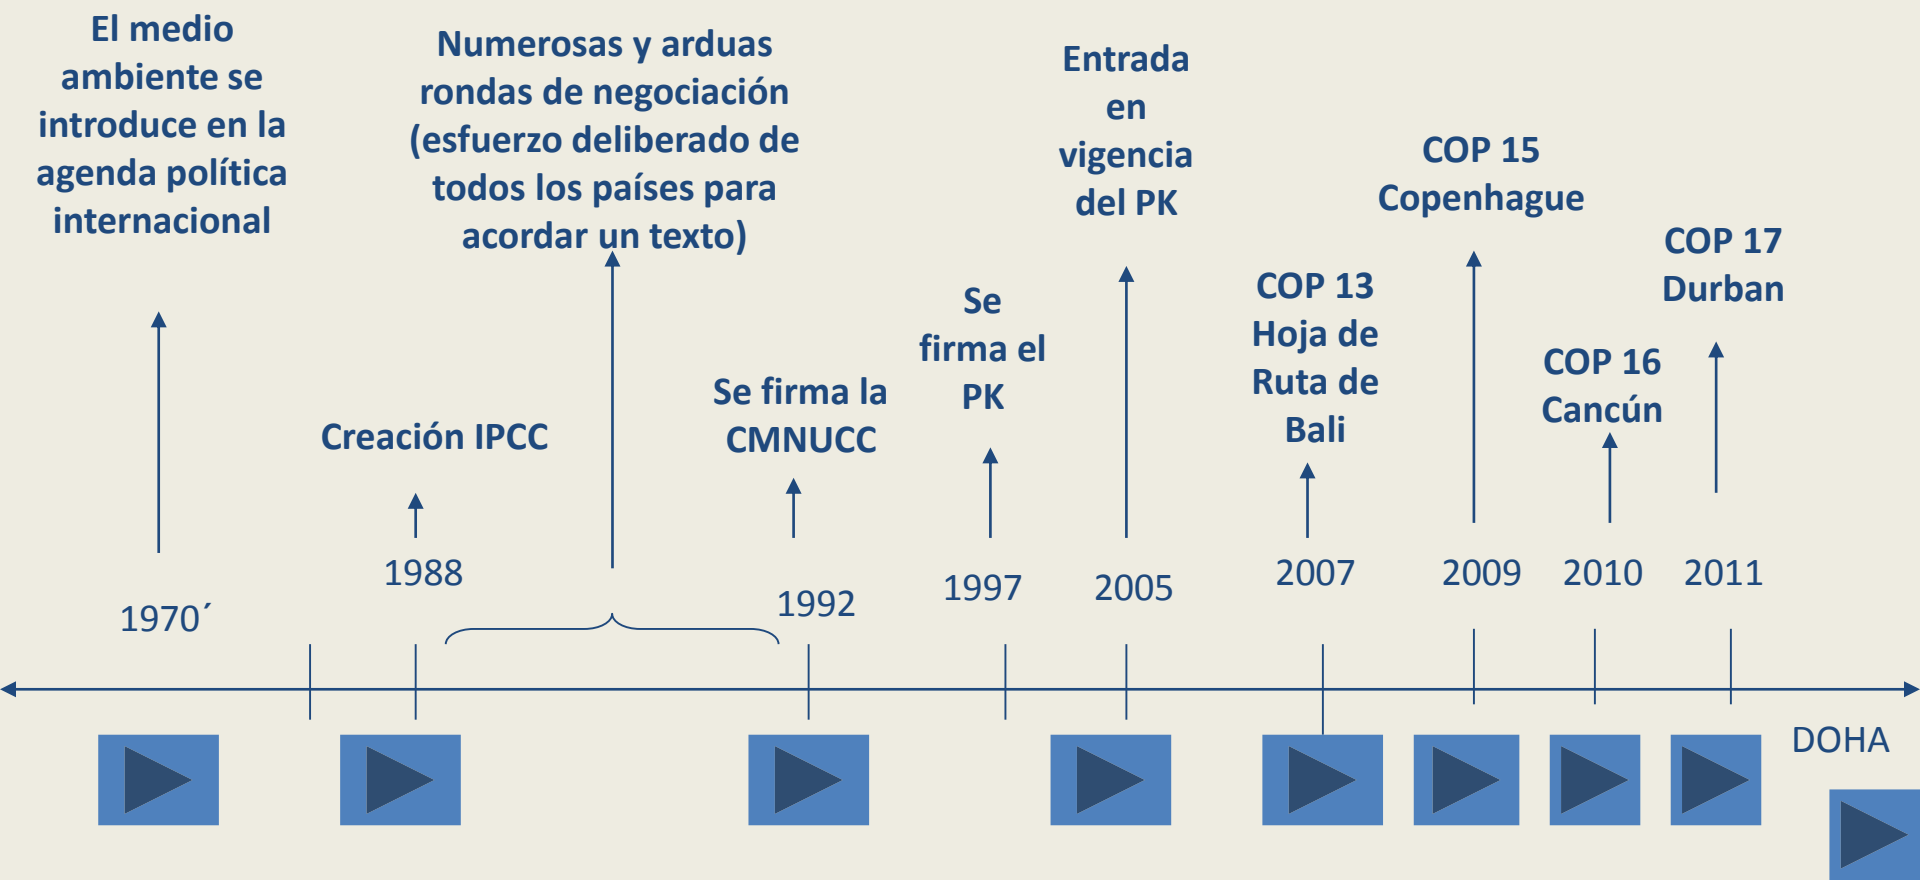 El medio
ambiente se
introduce en la
agenda política
internacional
Numerosas y arduas
rondas de negociación
(esfuerzo deliberado de
todos los países para
acordar un texto)
Entrada
en
vigencia
del PK
COP 15
Copenhague
COP 17
Durban
COP 13
Hoja de
Ruta de
Bali
Se
firma el
PK
COP 16
Cancún
Se firma la
CMNUCC
Creación IPCC
1970´
1988
1992
1997
2005
2007
2009
2010
2011
DOHA